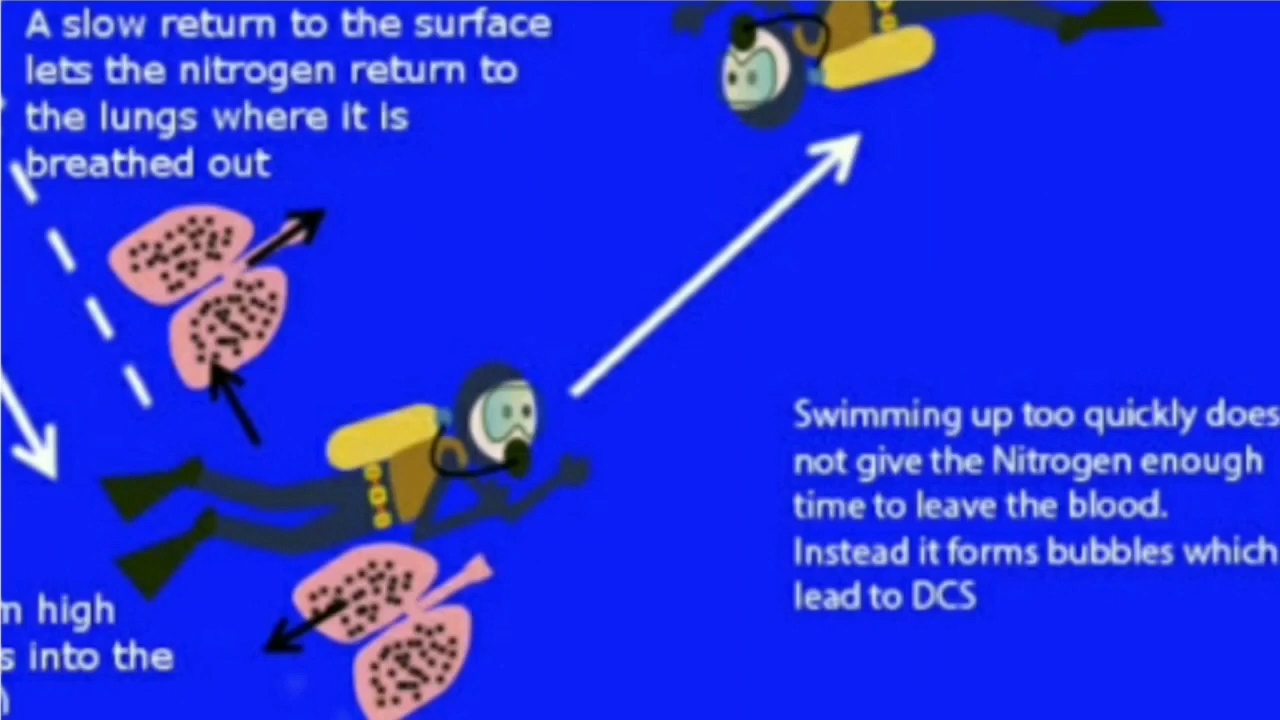 A slow return to the surface
lets the nitrogen return to
the lungs where it is
breathed out
Swimming up too quickly does
not give the Nitrogen enough
time to leave the blood.
Instead it forms bubbles which
lead to DCS
high
into the